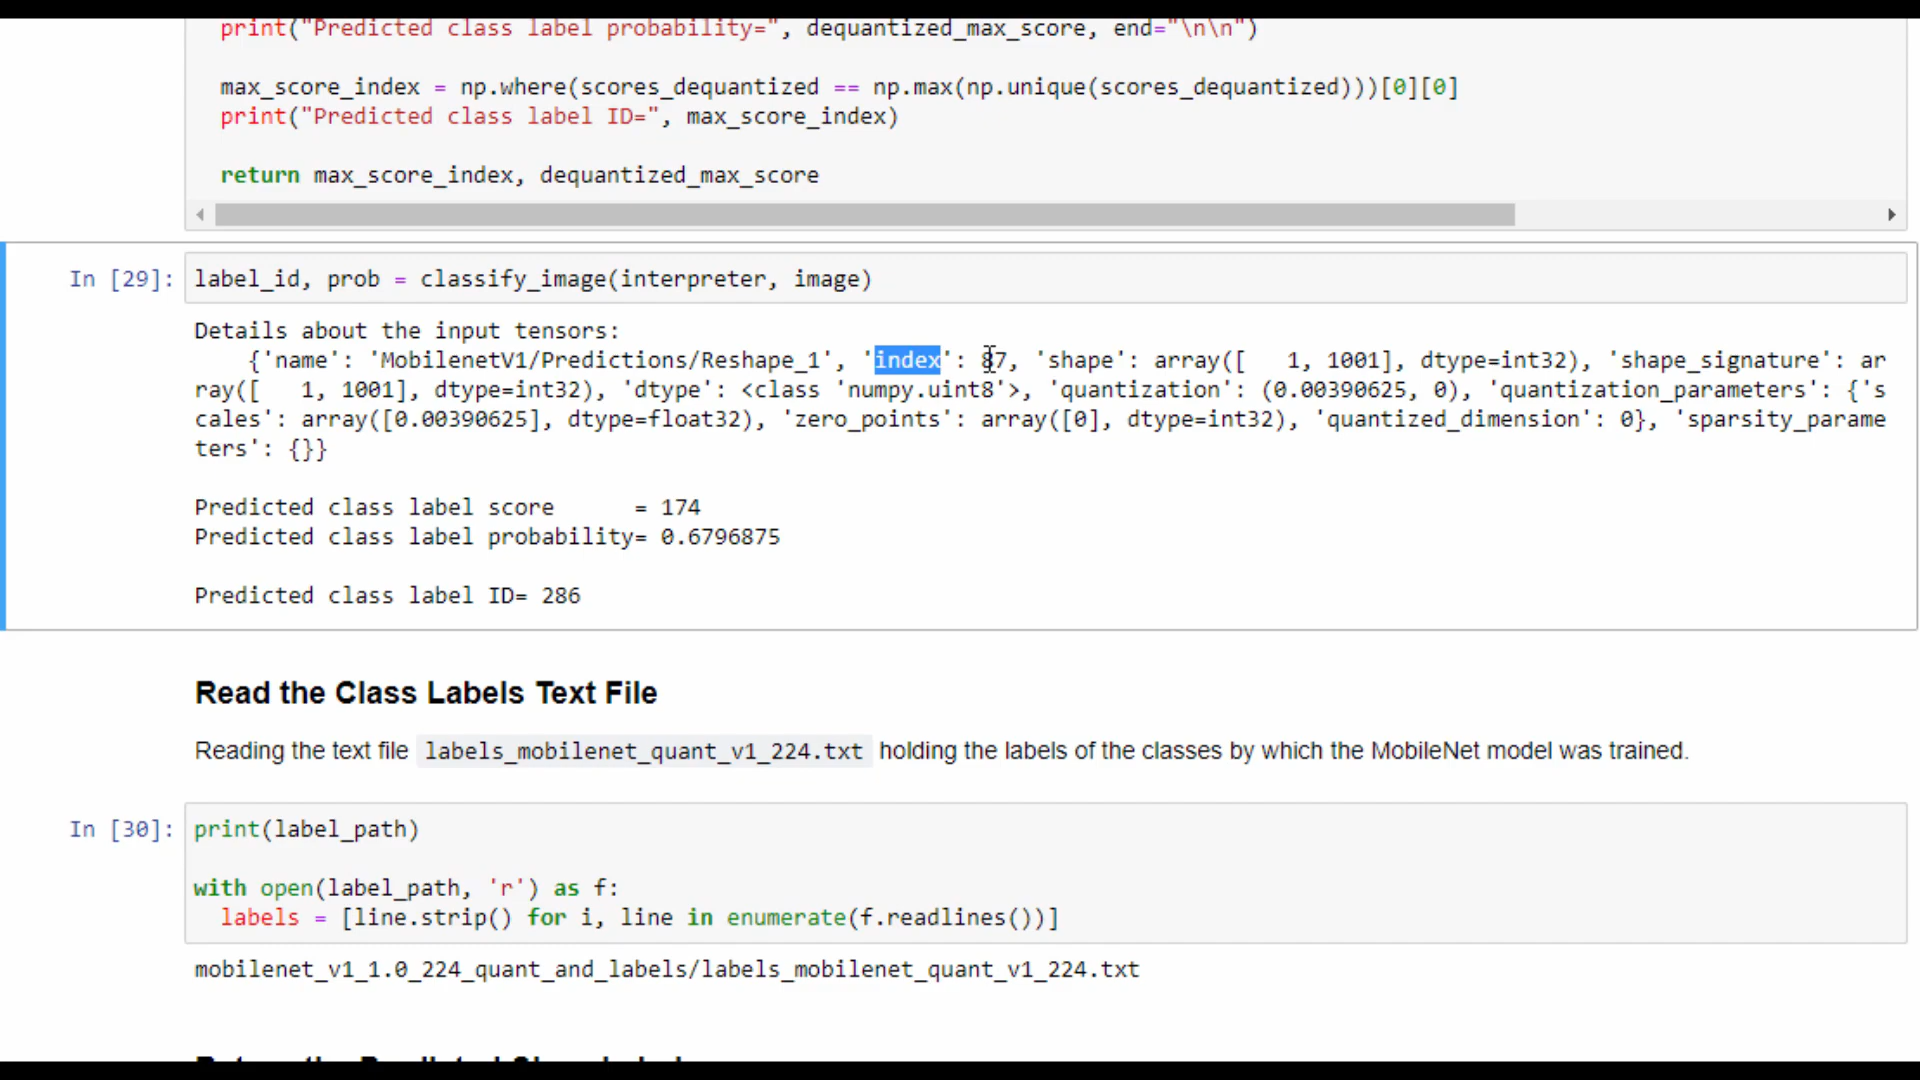 print("Predicted class label probability=", dequantized_max_score, end="\n\n")
max_score_index = np.where(scores_dequantized == np.max(np.unique(scores_dequantized)))[0][0]
print("Predicted class label ID=", max_score_index)
return max_score_index, dequantized_max_score
In [29]: label_id, prob = classify_image(interpreter, image)
Details about the input tensors:
{'name': 'MobilenetV1/Predictions/Reshape_1', 'index': 87, 'shape': array([   1, 1001], dtype=int32), 'shape_signature': ar
ray([   1, 1001], dtype=int32), 'dtype': <class 'numpy.uint8'>, 'quantization': (0.00390625, 0), 'quantization_parameters': {'s
cales': array([0.00390625], dtype=float32), 'zero_points': array([0], dtype=int32), 'quantized_dimension': 0}, 'sparsity_parame
ters': {}}
Predicted class label score      = 174
Predicted class label probability= 0.6796875
Predicted class label ID= 286
Read the Class Labels Text File
Reading the text file labels_mobilenet_quant_v1_224.txt holding the labels of the classes by which the MobileNet model was trained.
In [30]: print(label_path)
with open(label_path, 'r') as f:
labels = [line.strip() for i, line in enumerate(f.readlines())]
mobilenet_v1_1.0_224_quant_and_labels/labels_mobilenet_quant_v1_224.txt